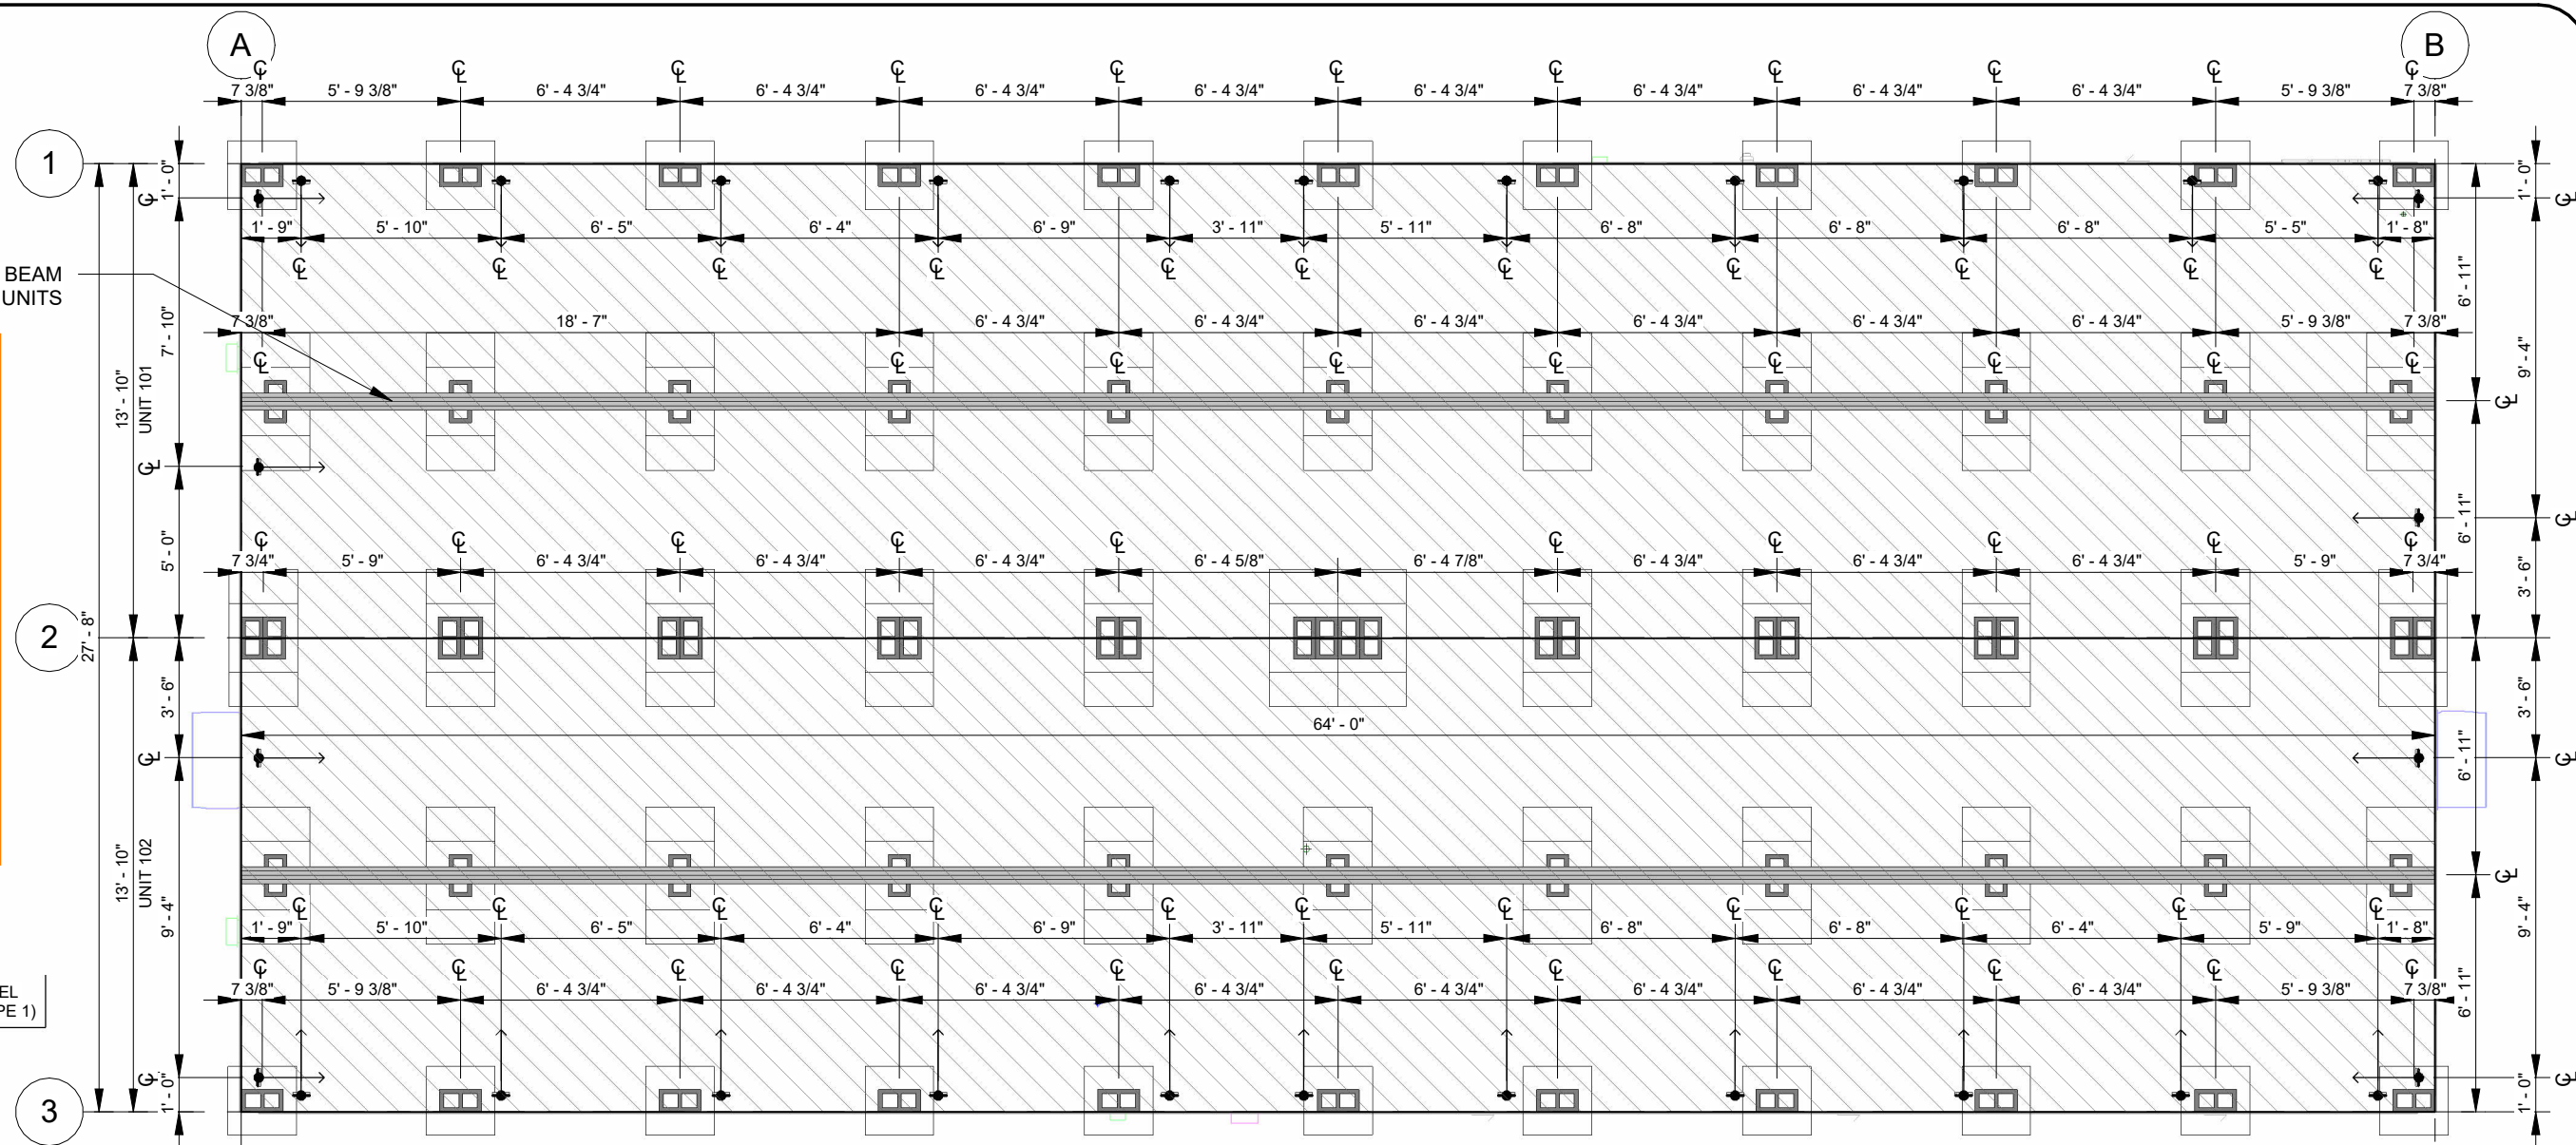 A B
℄ ℄ ℄ ℄ ℄ ℄ ℄ ℄ ℄ ℄ ℄
7 3/8" 5' - 9 3/8" 6' - 4 3/4" 6' - 4 3/4" 6' - 4 3/4" 6' - 4 3/4" 6' - 4 3/4" 6' - 4 3/4" 6' - 4 3/4" 6' - 4 3/4" 5' - 9 3/8" 7 3/8"
1
1' - 0" 1' - 0"
℄ ℄
1' - 9" 5' - 10" 6' - 5" 6' - 4" 6' - 9" 3' - 11" 5' - 11" 6' - 8" 6' - 8" 6' - 8" 5' - 5" 1' - 8"
℄ ℄ ℄ ℄ ℄ ℄ ℄ ℄ ℄ ℄ ℄
BEAM
UNITS
6' - 11"
7 3/8" 18' - 7" 6' - 4 3/4" 6' - 4 3/4" 6' - 4 3/4" 6' - 4 3/4" 6' - 4 3/4" 6' - 4 3/4" 5' - 9 3/8" 7 3/8"
7' - 10" 9' - 4"
℄ ℄ ℄ ℄ ℄ ℄ ℄ ℄ ℄
13' - 10"
UNIT 101
℄
℄
℄
6' - 11"
5' - 0"
℄ ℄ ℄ ℄ ℄ ℄ ℄ ℄ ℄ ℄
7 3/4" 5' - 9" 6' - 4 3/4" 6' - 4 3/4" 6' - 4 3/4" 6' - 4 5/8" 6' - 4 7/8" 6' - 4 3/4" 6' - 4 3/4" 6' - 4 3/4" 5' - 9" 7 3/4"
3' - 6"
2
27' - 8"
3' - 6" 3' - 6"
64' - 0"
℄ ℄
6' - 11"
13' - 10"
UNIT 102
℄
9' - 4" 9' - 4"
℄ ℄ ℄ ℄ ℄ ℄ ℄ ℄ ℄ ℄ ℄
1' - 9" 5' - 10" 6' - 5" 6' - 4" 6' - 9" 3' - 11" 5' - 11" 6' - 8" 6' - 8" 6' - 4" 5' - 9" 1' - 8"
℄ ℄ ℄ ℄ ℄ ℄ ℄ ℄ ℄ ℄ ℄
7 3/8" 5' - 9 3/8" 6' - 4 3/4" 6' - 4 3/4" 6' - 4 3/4" 6' - 4 3/4" 6' - 4 3/4" 6' - 4 3/4" 6' - 4 3/4" 6' - 4 3/4" 5' - 9 3/8" 7 3/8"
EL
PE 1)
6' - 11"
℄ ℄
1' - 0" 1' - 0"
3